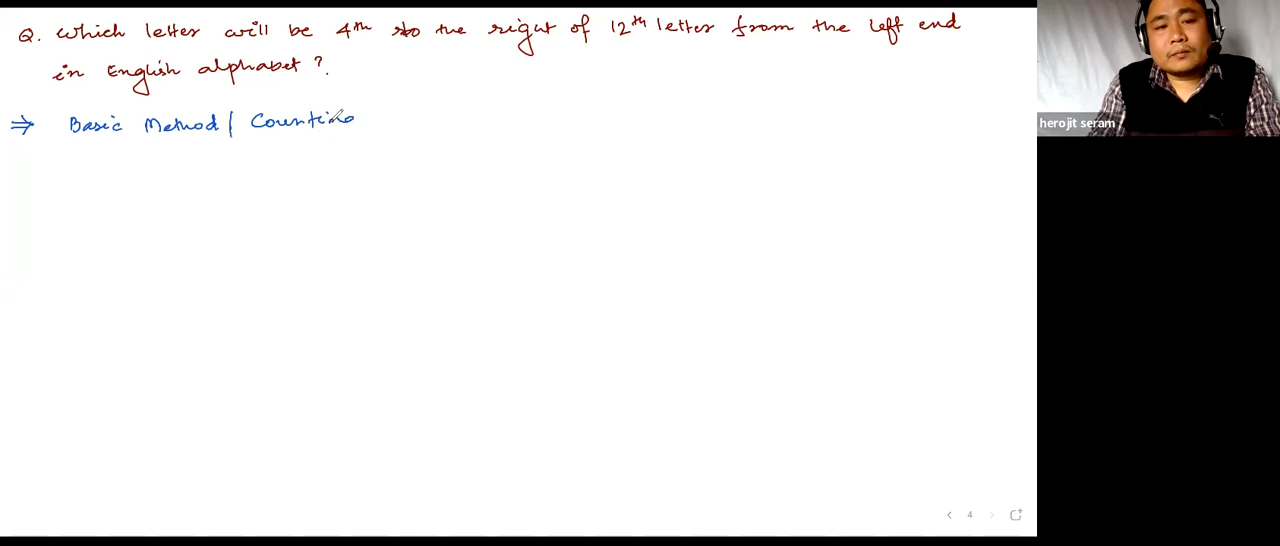 Q. Which letter will be 4th to the right of 12th letter from the left end
in English alphabet ?
⇒ Basic Method / Counting
herojit seram
< 4 >